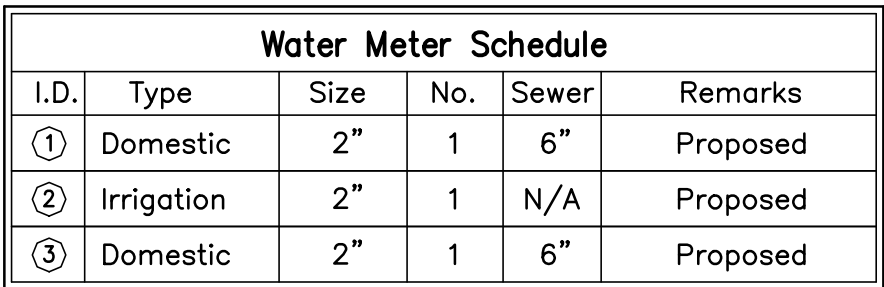 Water Meter Schedule
I.D. Type Size No. Sewer Remarks
1 Domestic 2" 1 6" Proposed
2 Irrigation 2" 1 N/A Proposed
3 Domestic 2" 1 6" Proposed